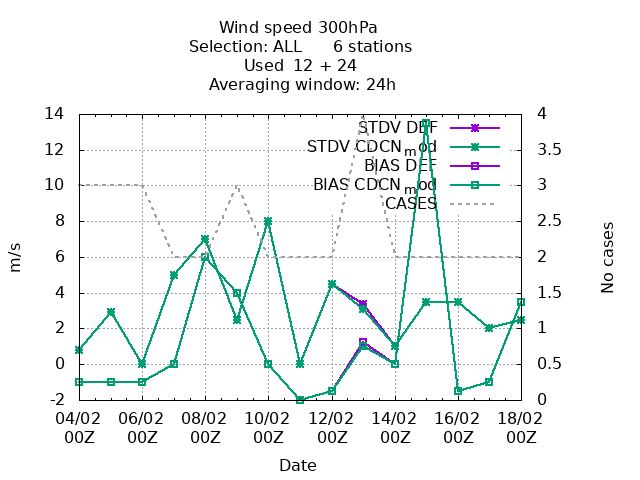 Wind speed 300hPa
Selection: ALL 6 stations
Used 12 + 24
Averaging window: 24h
14
12
10
8
6
4
2
0
-2
m/s
4
3.5
3
2.5
2
1.5
1
0.5
0
No cases
STDV DEF
STDV CDCNmod
BIAS DEF
BIAS CDCNmod
CASES
04/02 06/02 08/02 10/02 12/02 14/02 16/02 18/02
00Z 00Z 00Z 00Z 00Z 00Z 00Z 00Z
Date